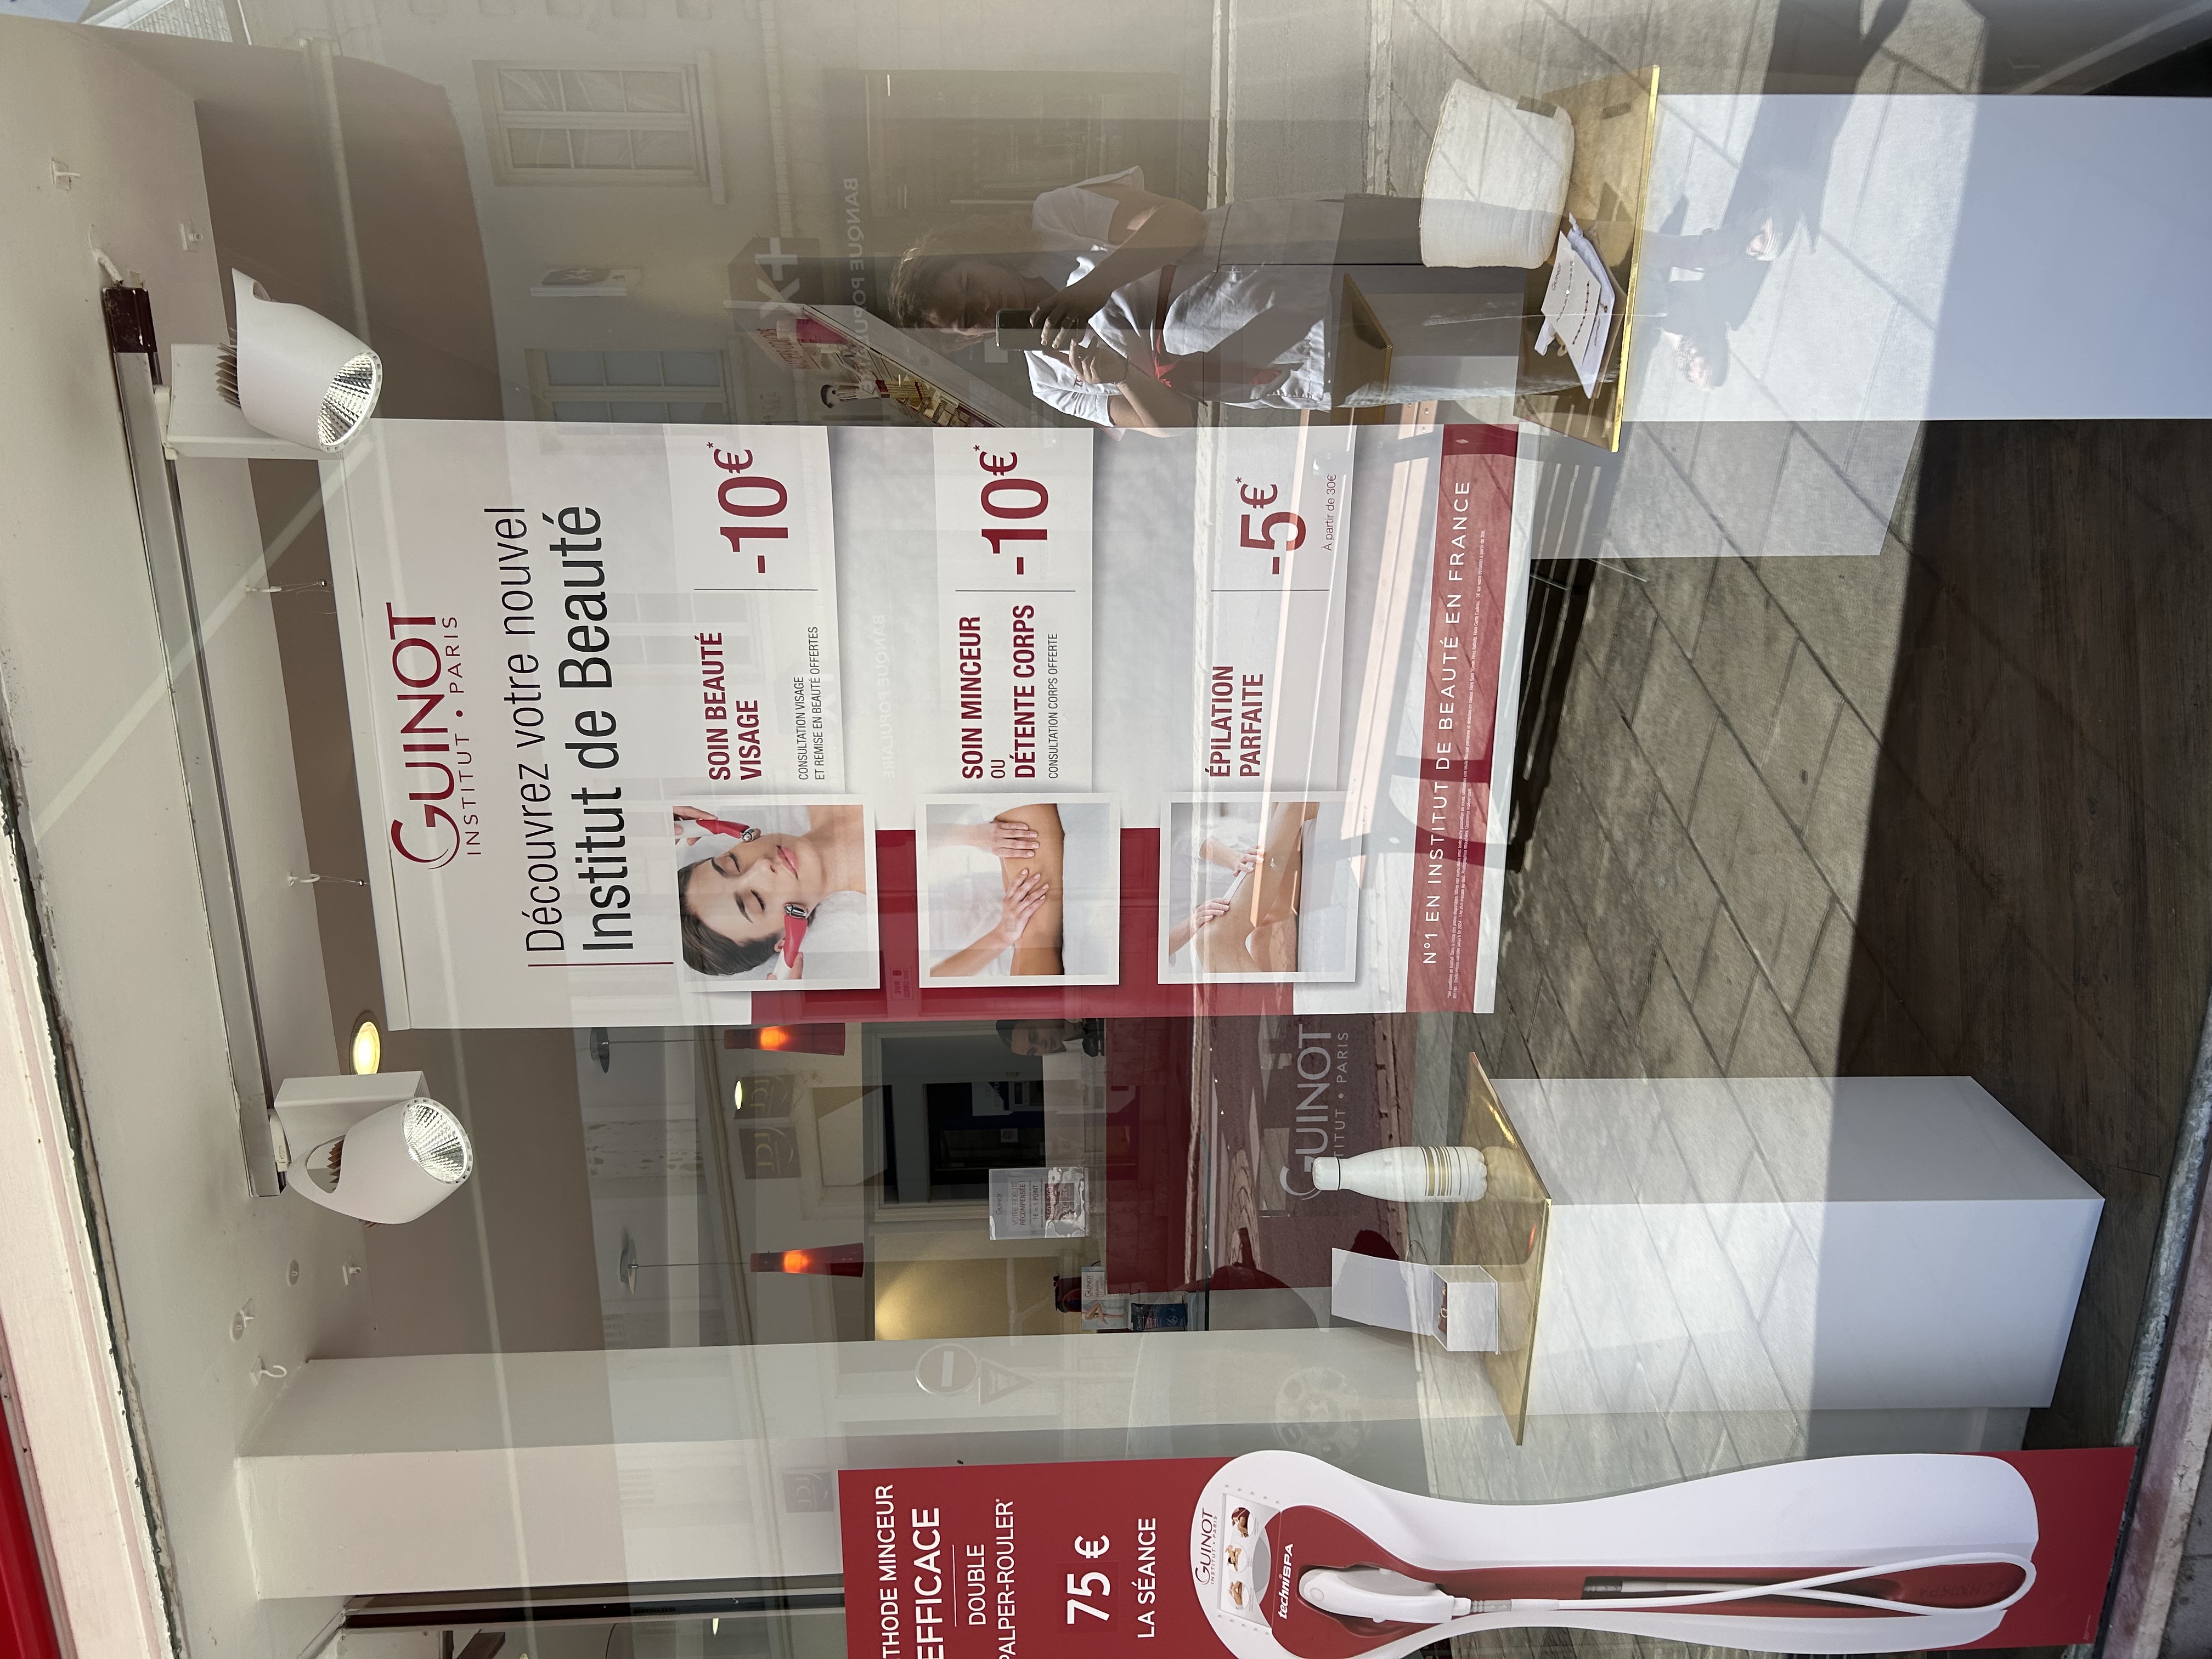 GUINOT
INSTITUT . PARIS
Découvrez votre nouvel
Institut de Beauté
SOIN BEAUTÉ
VISAGE
CONSULTATION VISAGE
ET REMISE EN BEAUTÉ OFFERTES
-10€*
SOIN MINCEUR
OU
DÉTENTE CORPS
CONSULTATION CORPS OFFERTE
-10€*
ÉPILATION
PARFAITE
-5€*
À partir de 30€
N°1 EN INSTITUT DE BEAUTÉ EN FRANCE
GUINOT
TITUT • PARIS
THODE MINCEUR
EFFICACE
DOUBLE
PALPER-ROULER*
75 €
LA SÉANCE
GUINOT
INSTITUT • PARIS
techniSPA
BANQUE POPULAIRE